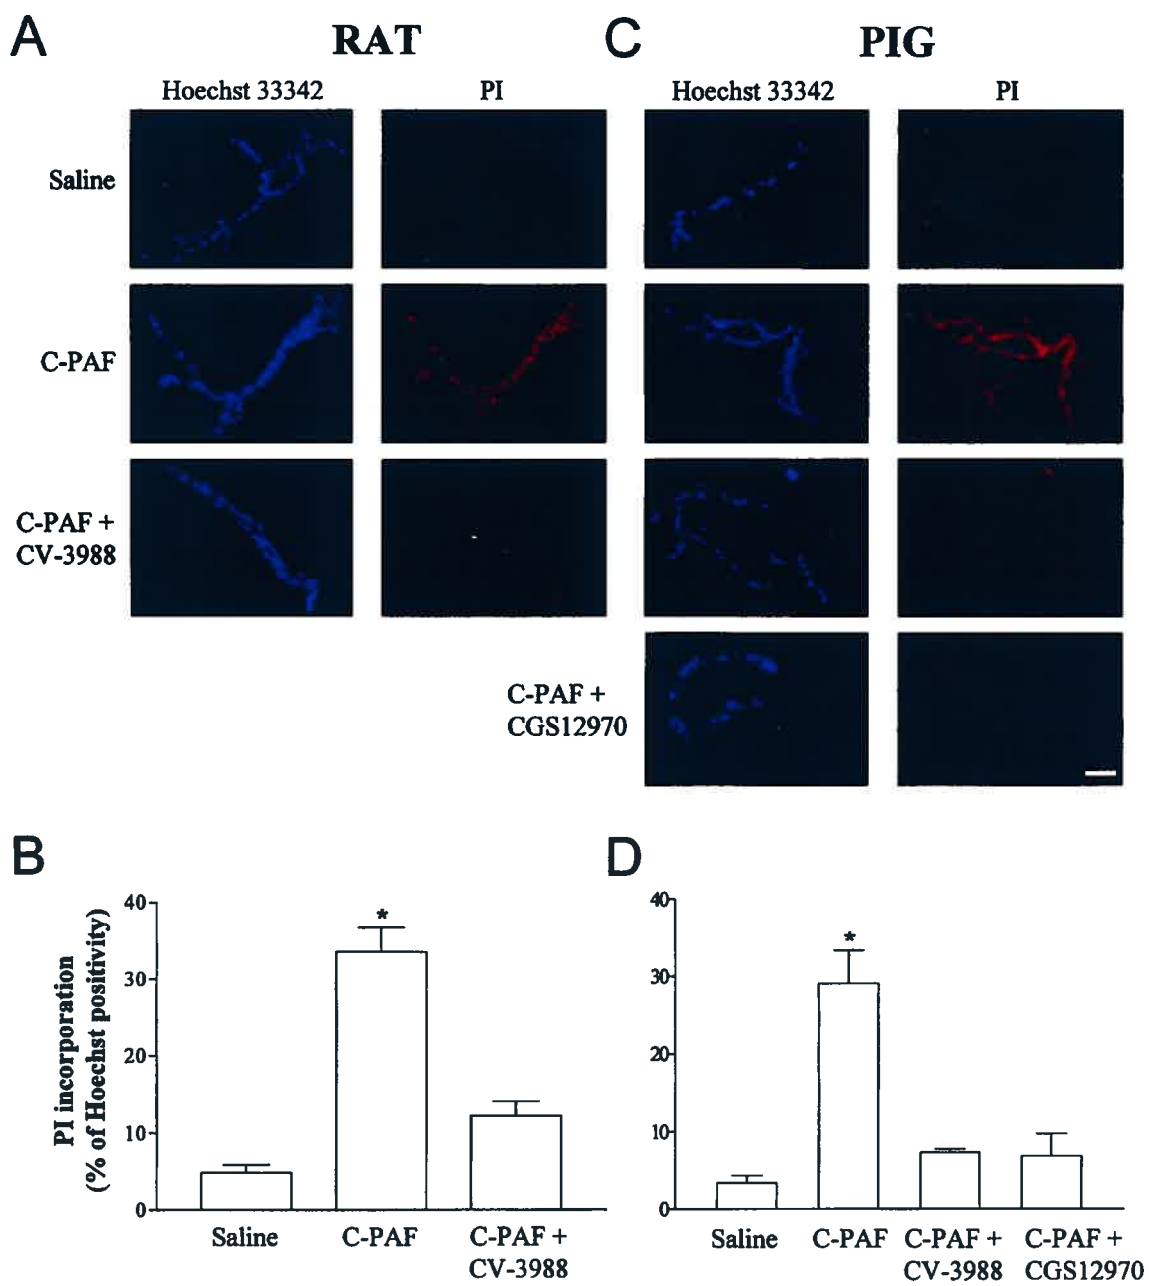 A
RAT
C
PIG
Hoechst 33342
PI
Hoechst 33342
PI
Saline
C-PAF
C-PAF +
CV-3988
C-PAF +
CGS12970
B
D
PI incorporation
(% of Hoechst positivity)
40
30
20
10
0
*
Saline
C-PAF
C-PAF +
CV-3988
40
30
20
10
0
*
Saline
C-PAF
C-PAF +
CV-3988
C-PAF +
CGS12970